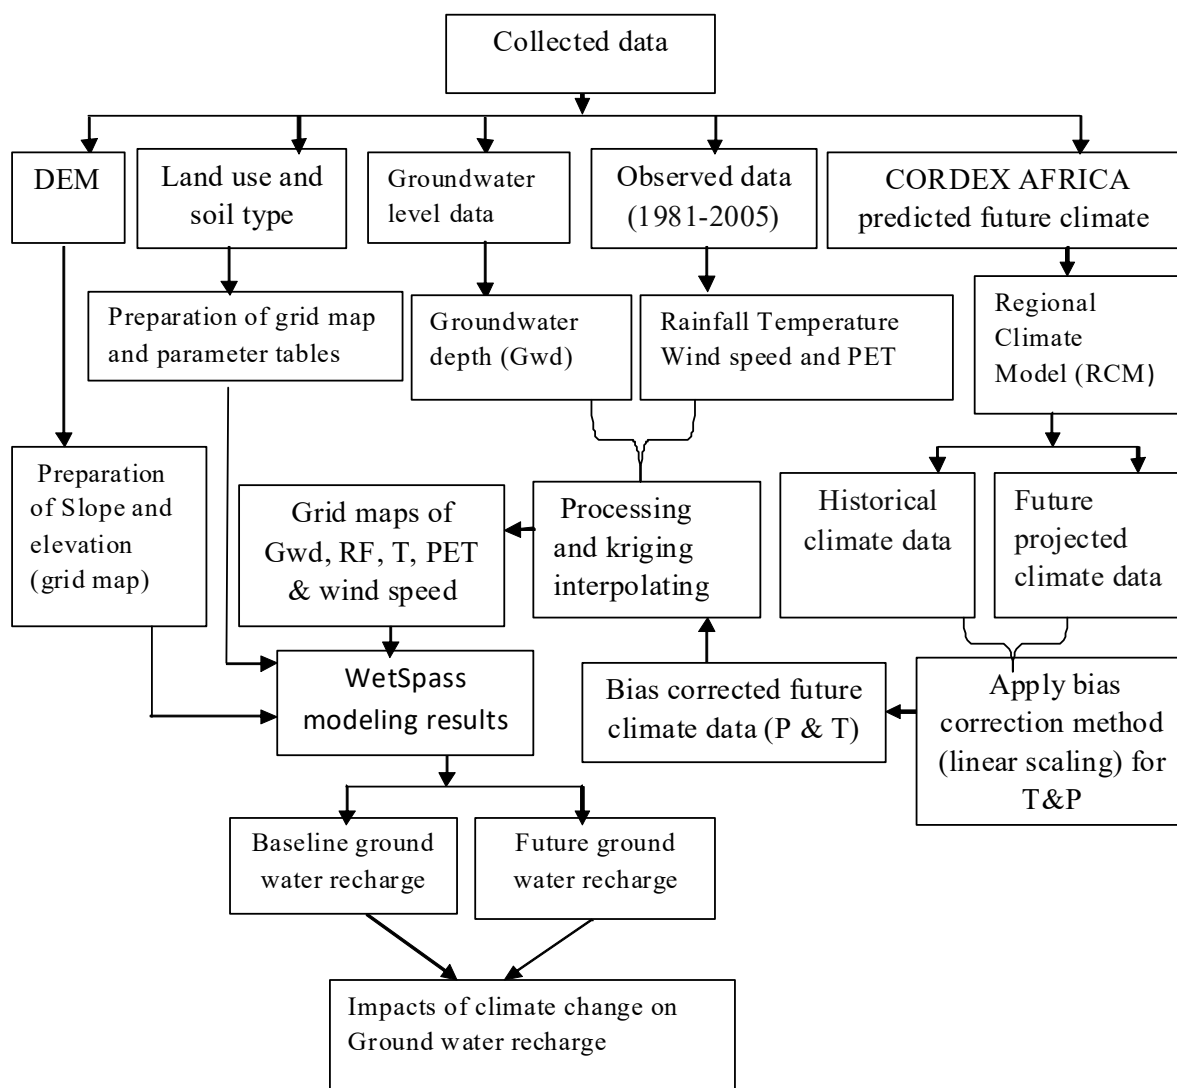 Collected data
DEM
Land use and
soil type
Groundwater
level data
Observed data
(1981-2005)
CORDEX AFRICA
predicted future climate
Preparation of grid map
and parameter tables
Groundwater
depth (Gwd)
Rainfall Temperature
Wind speed and PET
Regional
Climate
Model (RCM)
Preparation
of Slope and
elevation
(grid map)
Grid maps of
Gwd, RF, T, PET
& wind speed
Processing
and kriging
interpolating
Historical
climate data
Future
projected
climate data
WetSpass
modeling results
Bias corrected future
climate data (P & T)
Apply bias
correction method
(linear scaling) for
T&P
Baseline ground
water recharge
Future ground
water recharge
Impacts of climate change on
Ground water recharge